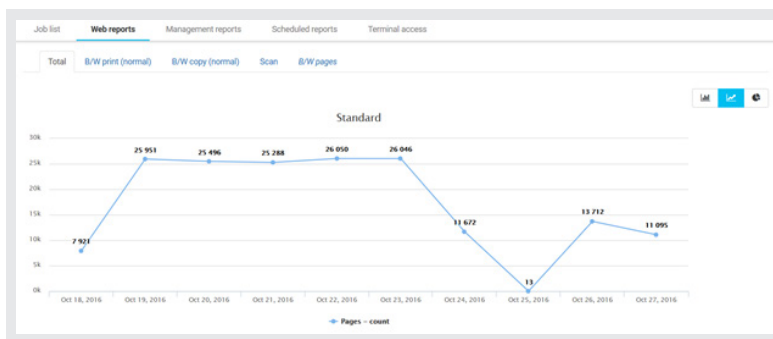 Job list Web reports Management reports Scheduled reports Terminal access
Total B/W print (normal) B/W copy (normal) Scan B/W pages
Standard
30k
25k
20k
15k
10k
5k
0k
7 921
25 951
25 496
25 288
26 050
26 046
11 672
13
13 712
11 095
Oct 18, 2016 Oct 19, 2016 Oct 20, 2016 Oct 21, 2016 Oct 22, 2016 Oct 23, 2016 Oct 24, 2016 Oct 25, 2016 Oct 26, 2016 Oct 27, 2016
Pages – count